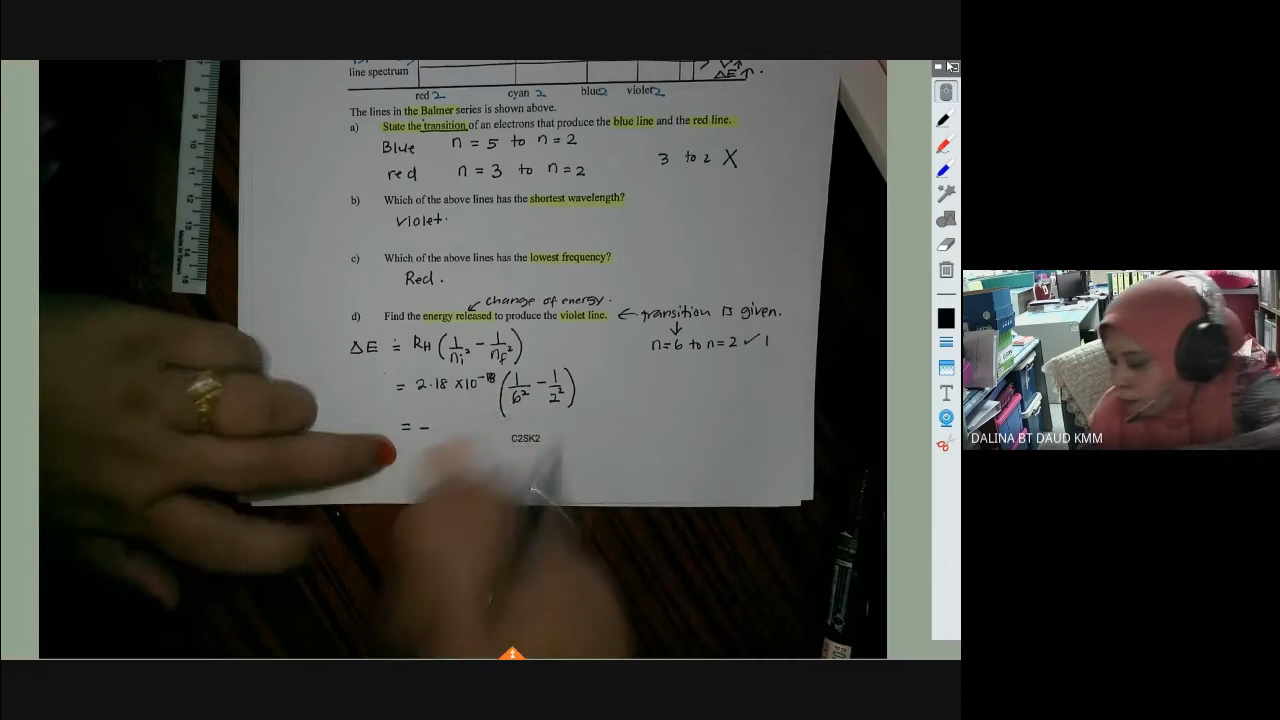 line spectrum
ΔE↑.
red 2 cyan 2 blue 2 violet 2
The lines in the Balmer series is shown above.
a) State the transition of an electrons that produce the blue line and the red line.
Blue n = 5 to n = 2
3 to 2 X
red n = 3 to n = 2
b) Which of the above lines has the shortest wavelength?
violet.
c) Which of the above lines has the lowest frequency?
Red.
change of energy.
d) Find the energy released to produce the violet line. ← transition is given.
n=6 to n=2 ✓ 1
ΔE = RH (1/ni² − 1/nf²)
= 2.18 ×10⁻¹⁸ (1/6² − 1/2²)
= −
C2SK2
DALINA BT DAUD KMM